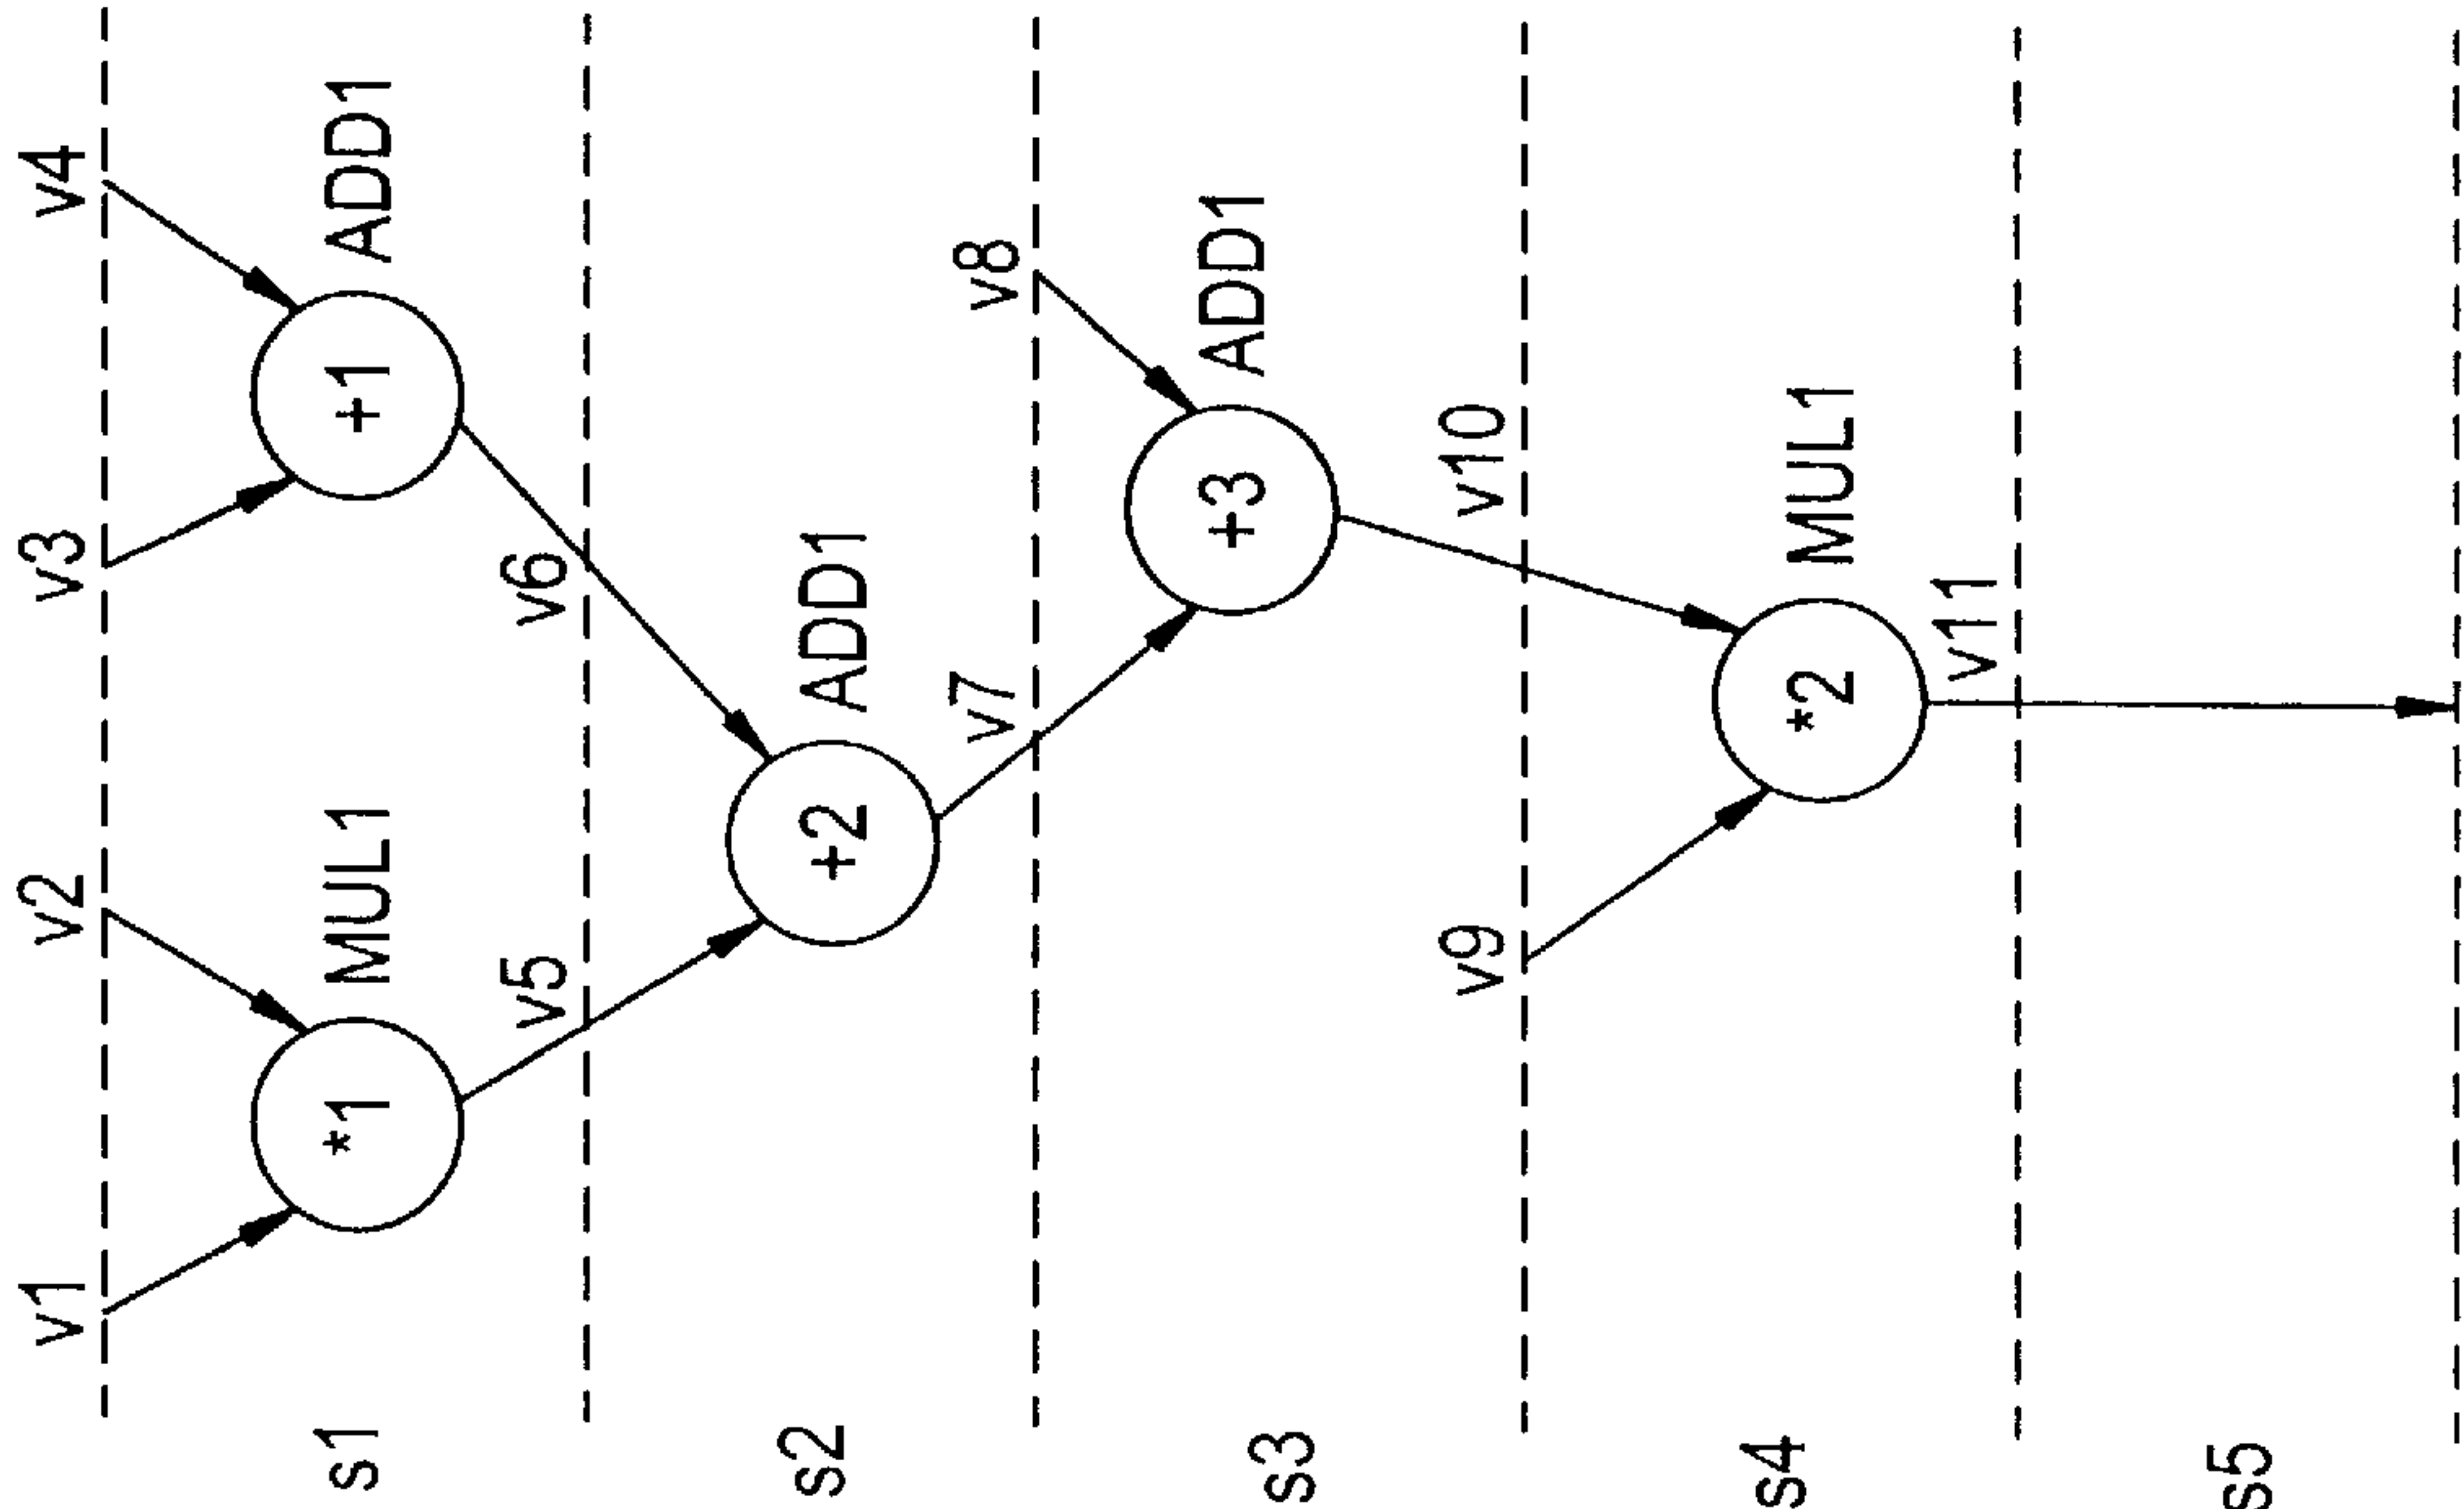 v1 v2 v3 v4
s1 *1 MUL1 +1 ADD1
v5 v6
s2 +2 ADD1
v7 v8
s3 +3 ADD1
v9 v10
s4 *2 MUL1
v11
s5